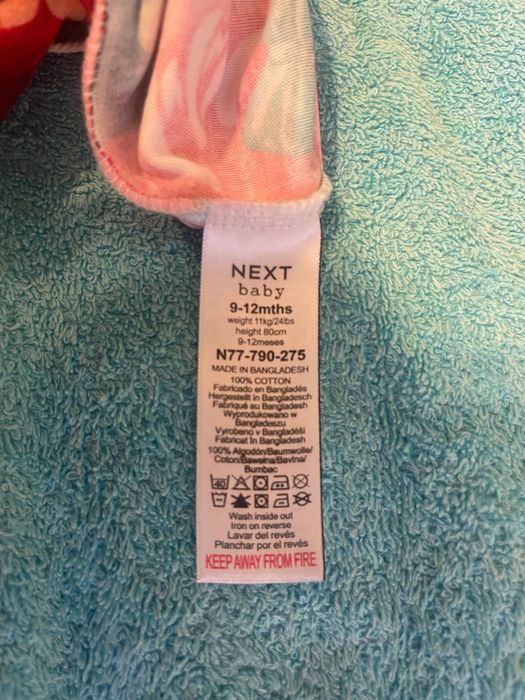 NEXT
baby
9-12mths
weight 11kg/24lbs
height 80cm
9-12meses
N77-790-275
MADE IN BANGLADESH
100% COTTON
Fabricado en Bangladés
Hergestellt in Bangladesch
Fabriqué au Bangladesh
Wyprodukowano w
Bangladeszu
Vyrobeno v Bangladéši
Fabricat în Bangladesh
100% Algodón/Baumwolle/
Coton/Bawełna/Bavlna/
Bumbac
40
Wash inside out
Iron on reverse
Lavar del revés
Planchar por el revés
KEEP AWAY FROM FIRE